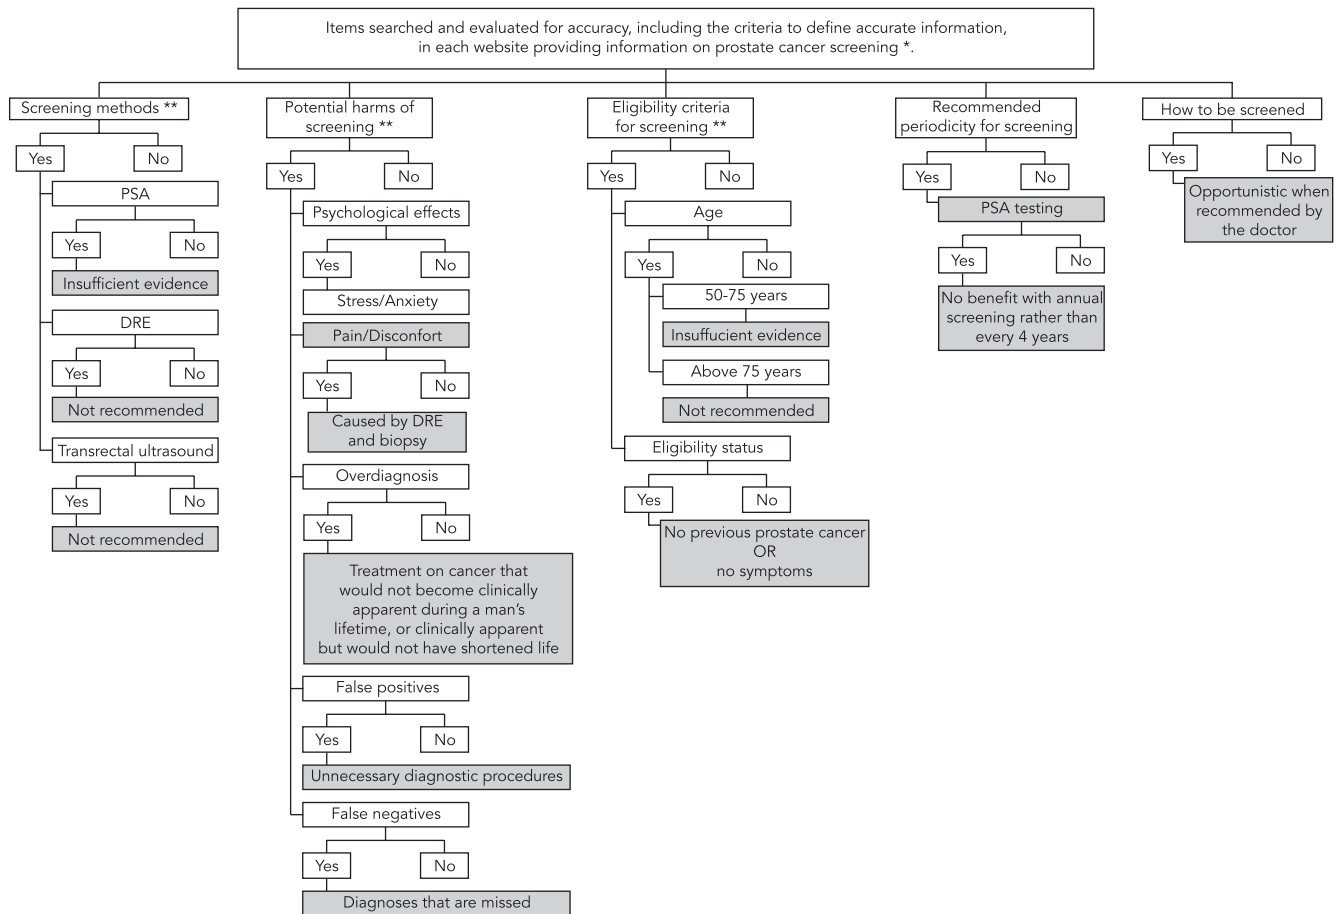 Items searched and evaluated for accuracy, including the criteria to define accurate information,
in each website providing information on prostate cancer screening *.
Screening methods **
Yes
No
PSA
Yes
No
Insufficient evidence
DRE
Yes
No
Not recommended
Transrectal ultrasound
Yes
No
Not recommended
Potential harms of
screening **
Yes
No
Psychological effects
Yes
No
Stress/Anxiety
Pain/Disconfort
Yes
No
Caused by DRE
and biopsy
Overdiagnosis
Yes
No
Treatment on cancer that
would not become clinically
apparent during a man's
lifetime, or clinically apparent
but would not have shortened life
False positives
Yes
No
Unnecessary diagnostic procedures
False negatives
Yes
No
Diagnoses that are missed
Eligibility criteria
for screening **
Yes
No
Age
Yes
No
50-75 years
Insuffucient evidence
Above 75 years
Not recommended
Eligibility status
Yes
No
No previous prostate cancer
OR
no symptoms
Recommended
periodicity for screening
Yes
No
PSA testing
Yes
No
No benefit with annual
screening rather than
every 4 years
How to be screened
Yes
No
Opportunistic when
recommended by
the doctor